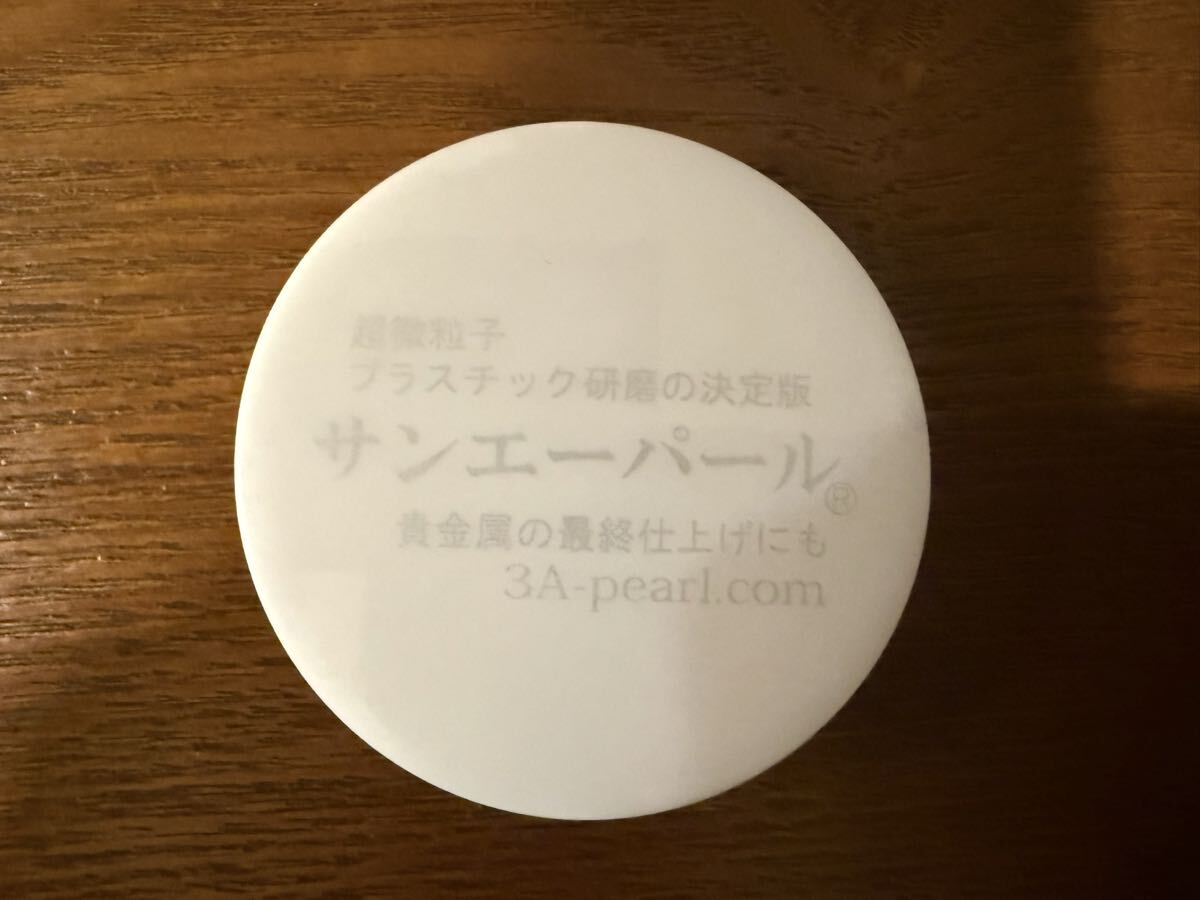 超微粒子
プラスチック研磨の決定版
サンエーパール®
貴金属の最終仕上げにも
3A-pearl.com